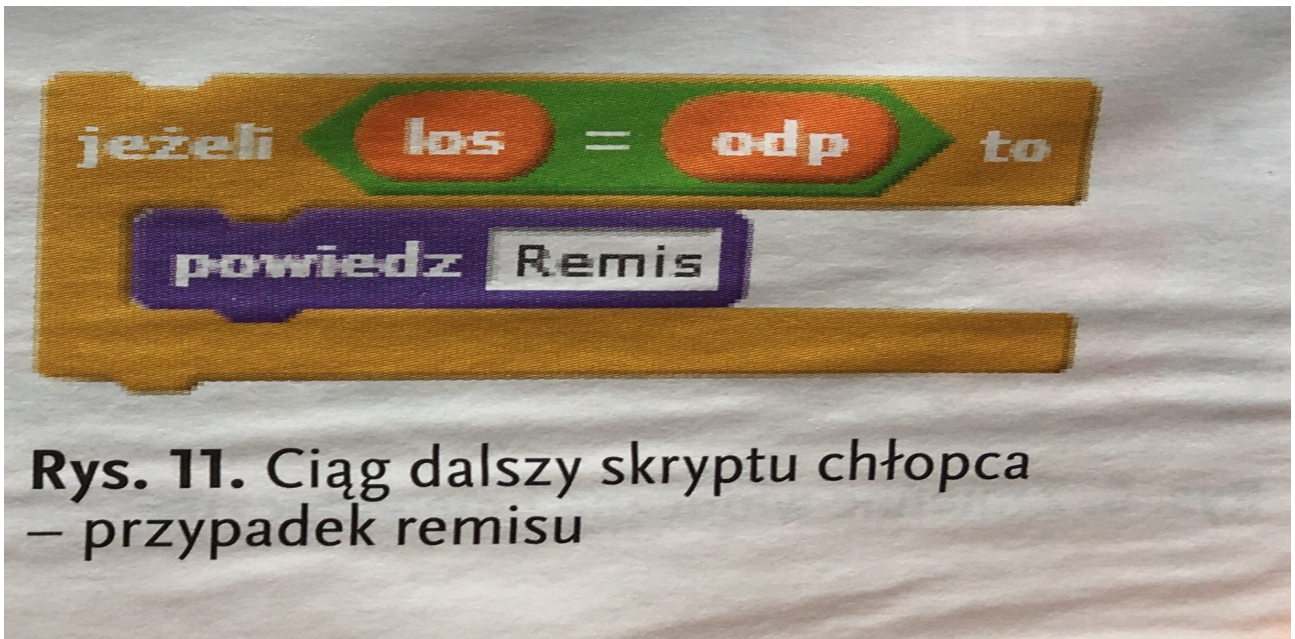 jeżeli los = odp to
powiedz Remis
Rys. 11. Ciąg dalszy skryptu chłopca
– przypadek remisu